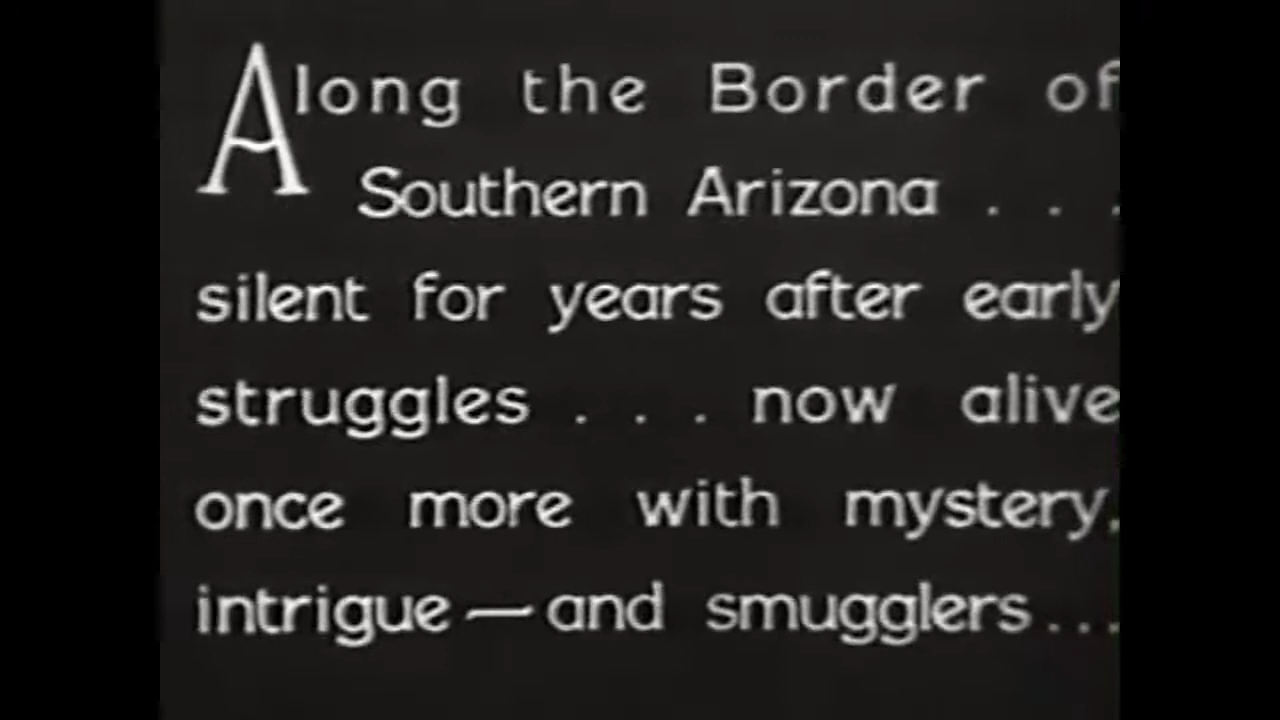 Along the Border of
Southern Arizona . . .
silent for years after early
struggles . . . now alive
once more with mystery,
intrigue—and smugglers...